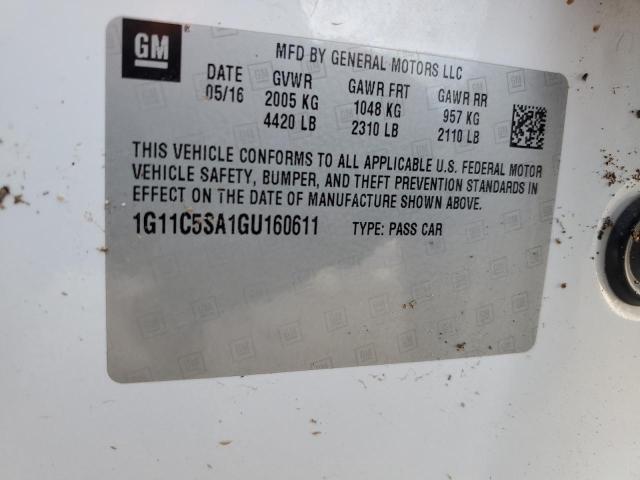 GM
MFD BY GENERAL MOTORS LLC
DATE GVWR GAWR FRT GAWR RR
05/16 2005 KG 1048 KG 957 KG
4420 LB 2310 LB 2110 LB
THIS VEHICLE CONFORMS TO ALL APPLICABLE U.S. FEDERAL MOTOR
VEHICLE SAFETY, BUMPER, AND THEFT PREVENTION STANDARDS IN
EFFECT ON THE DATE OF MANUFACTURE SHOWN ABOVE.
1G11C5SA1GU160611 TYPE: PASS CAR